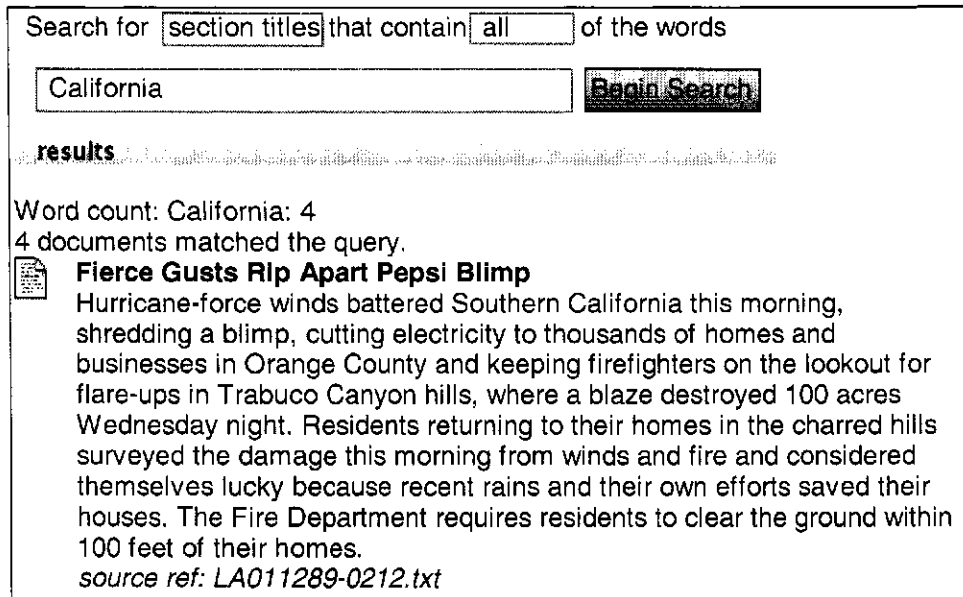 Search for section titles that contain all of the words
California Begin Search
results
Word count: California: 4
4 documents matched the query.
Fierce Gusts Rip Apart Pepsi Blimp
Hurricane-force winds battered Southern California this morning,
shredding a blimp, cutting electricity to thousands of homes and
businesses in Orange County and keeping firefighters on the lookout for
flare-ups in Trabuco Canyon hills, where a blaze destroyed 100 acres
Wednesday night. Residents returning to their homes in the charred hills
surveyed the damage this morning from winds and fire and considered
themselves lucky because recent rains and their own efforts saved their
houses. The Fire Department requires residents to clear the ground within
100 feet of their homes.
source ref: LA011289-0212.txt